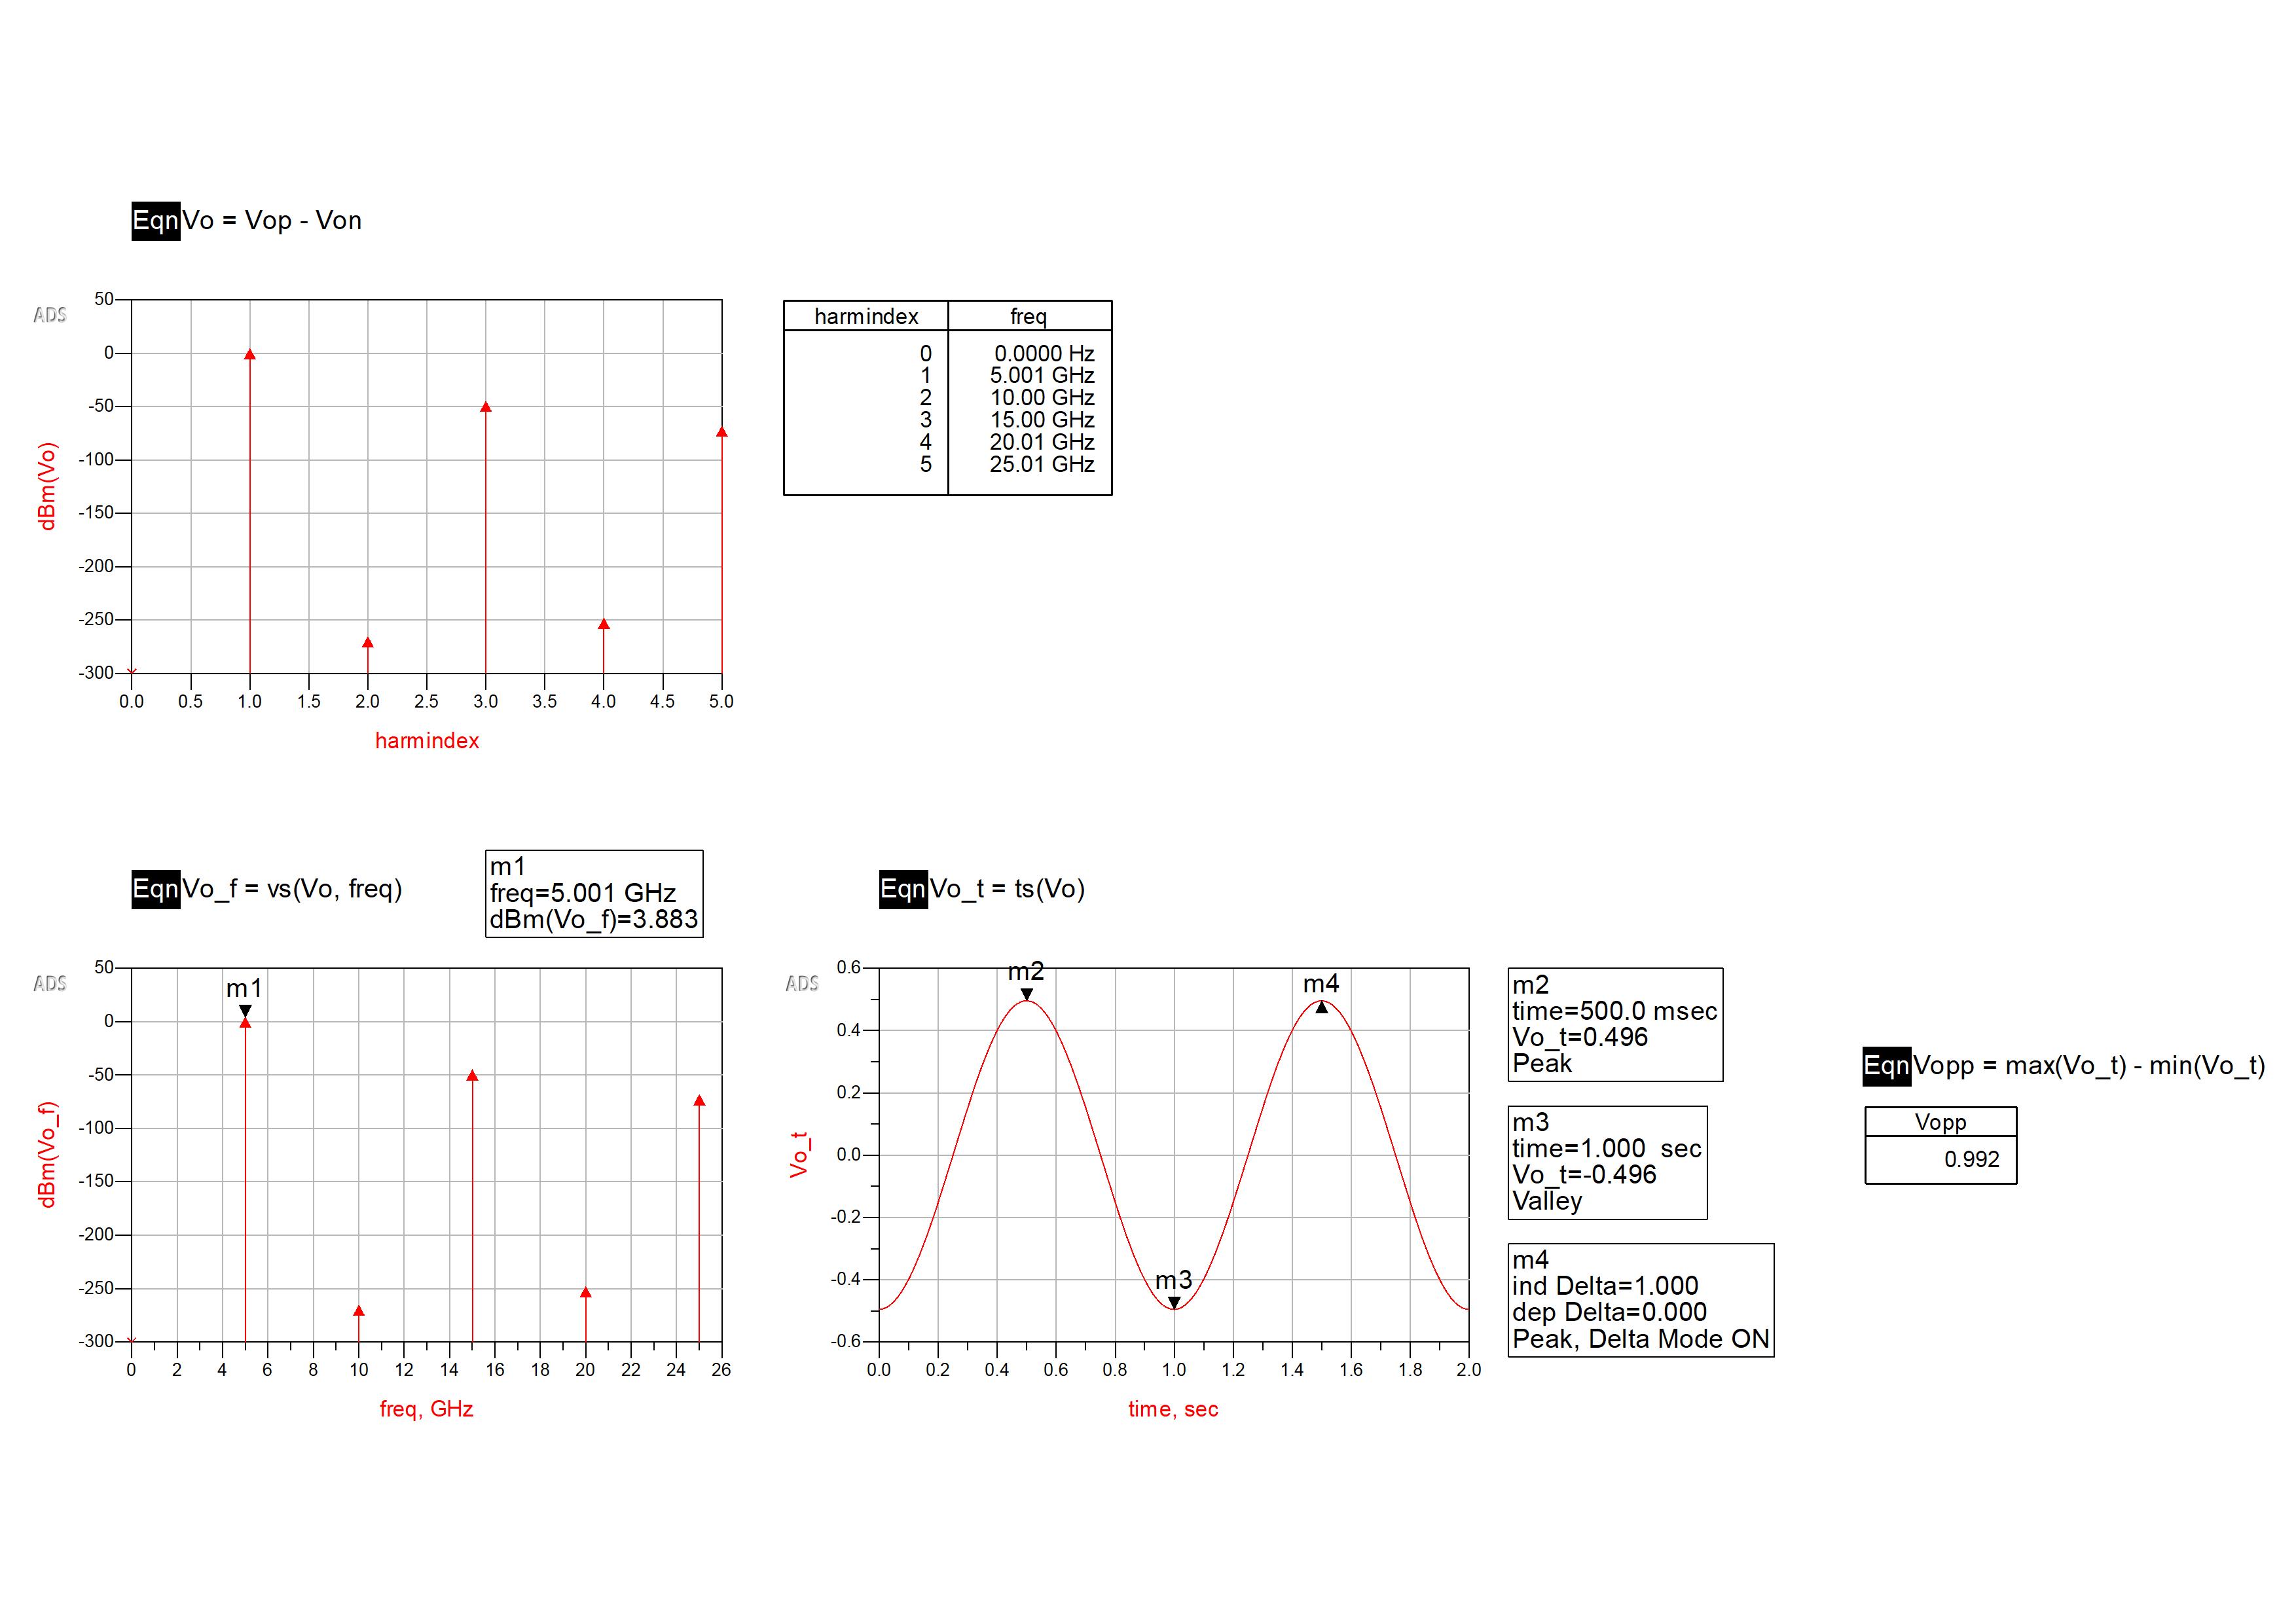 Eqn Vo = Vop - Von
ADS
50
0
-50
-100
-150
-200
-250
-300
dBm(Vo)
0.0 0.5 1.0 1.5 2.0 2.5 3.0 3.5 4.0 4.5 5.0
harmindex
harmindex freq
0 0.0000 Hz
1 5.001 GHz
2 10.00 GHz
3 15.00 GHz
4 20.01 GHz
5 25.01 GHz
Eqn Vo_f = vs(Vo, freq)
m1
freq=5.001 GHz
dBm(Vo_f)=3.883
ADS
m1
50
0
-50
-100
-150
-200
-250
-300
dBm(Vo_f)
0 2 4 6 8 10 12 14 16 18 20 22 24 26
freq, GHz
Eqn Vo_t = ts(Vo)
ADS
m2
m4
m3
0.6
0.4
0.2
0.0
-0.2
-0.4
-0.6
Vo_t
0.0 0.2 0.4 0.6 0.8 1.0 1.2 1.4 1.6 1.8 2.0
time, sec
m2
time=500.0 msec
Vo_t=0.496
Peak
m3
time=1.000 sec
Vo_t=-0.496
Valley
m4
ind Delta=1.000
dep Delta=0.000
Peak, Delta Mode ON
Eqn Vopp = max(Vo_t) - min(Vo_t)
Vopp
0.992